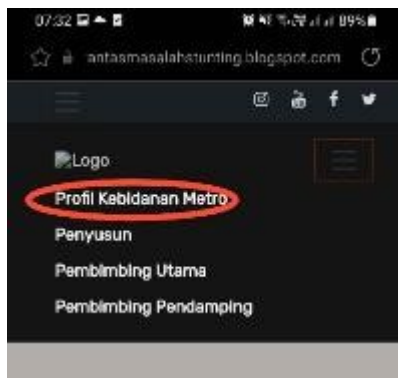 07:32
89%
antasmasalahstunting.blogspot.com
Logo
Profil Kebidanan Metro
Penyusun
Pembimbing Utama
Pembimbing Pendamping